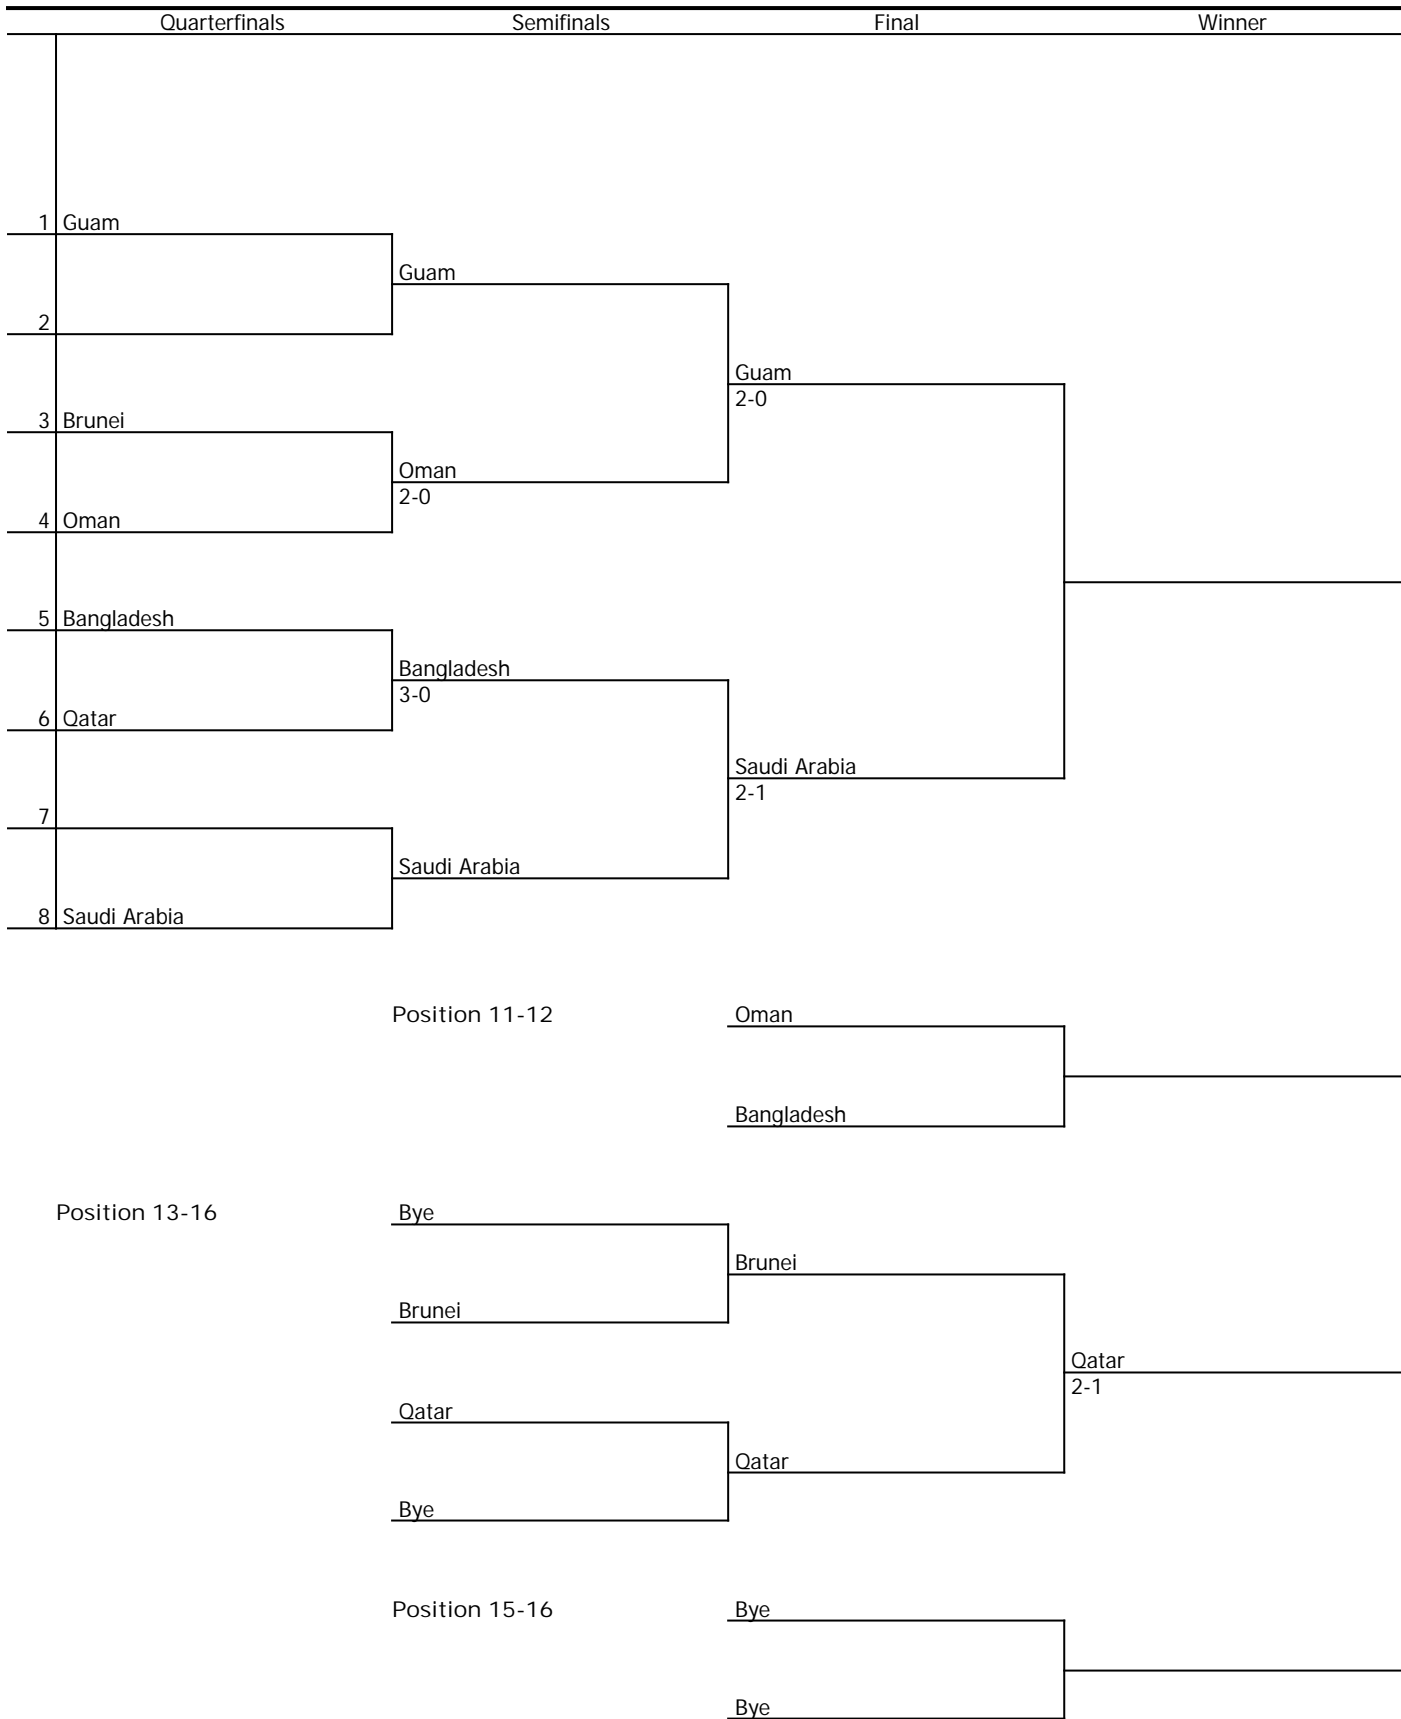 Quarterfinals Semifinals Final Winner
1 Guam
Guam
2
Guam
2-0
3 Brunei
Oman
2-0
4 Oman
5 Bangladesh
Bangladesh
3-0
6 Qatar
Saudi Arabia
2-1
7
Saudi Arabia
8 Saudi Arabia
Position 11-12 Oman
Bangladesh
Position 13-16 Bye
Brunei
Brunei
Qatar
2-1
Qatar
Qatar
Bye
Position 15-16 Bye
Bye